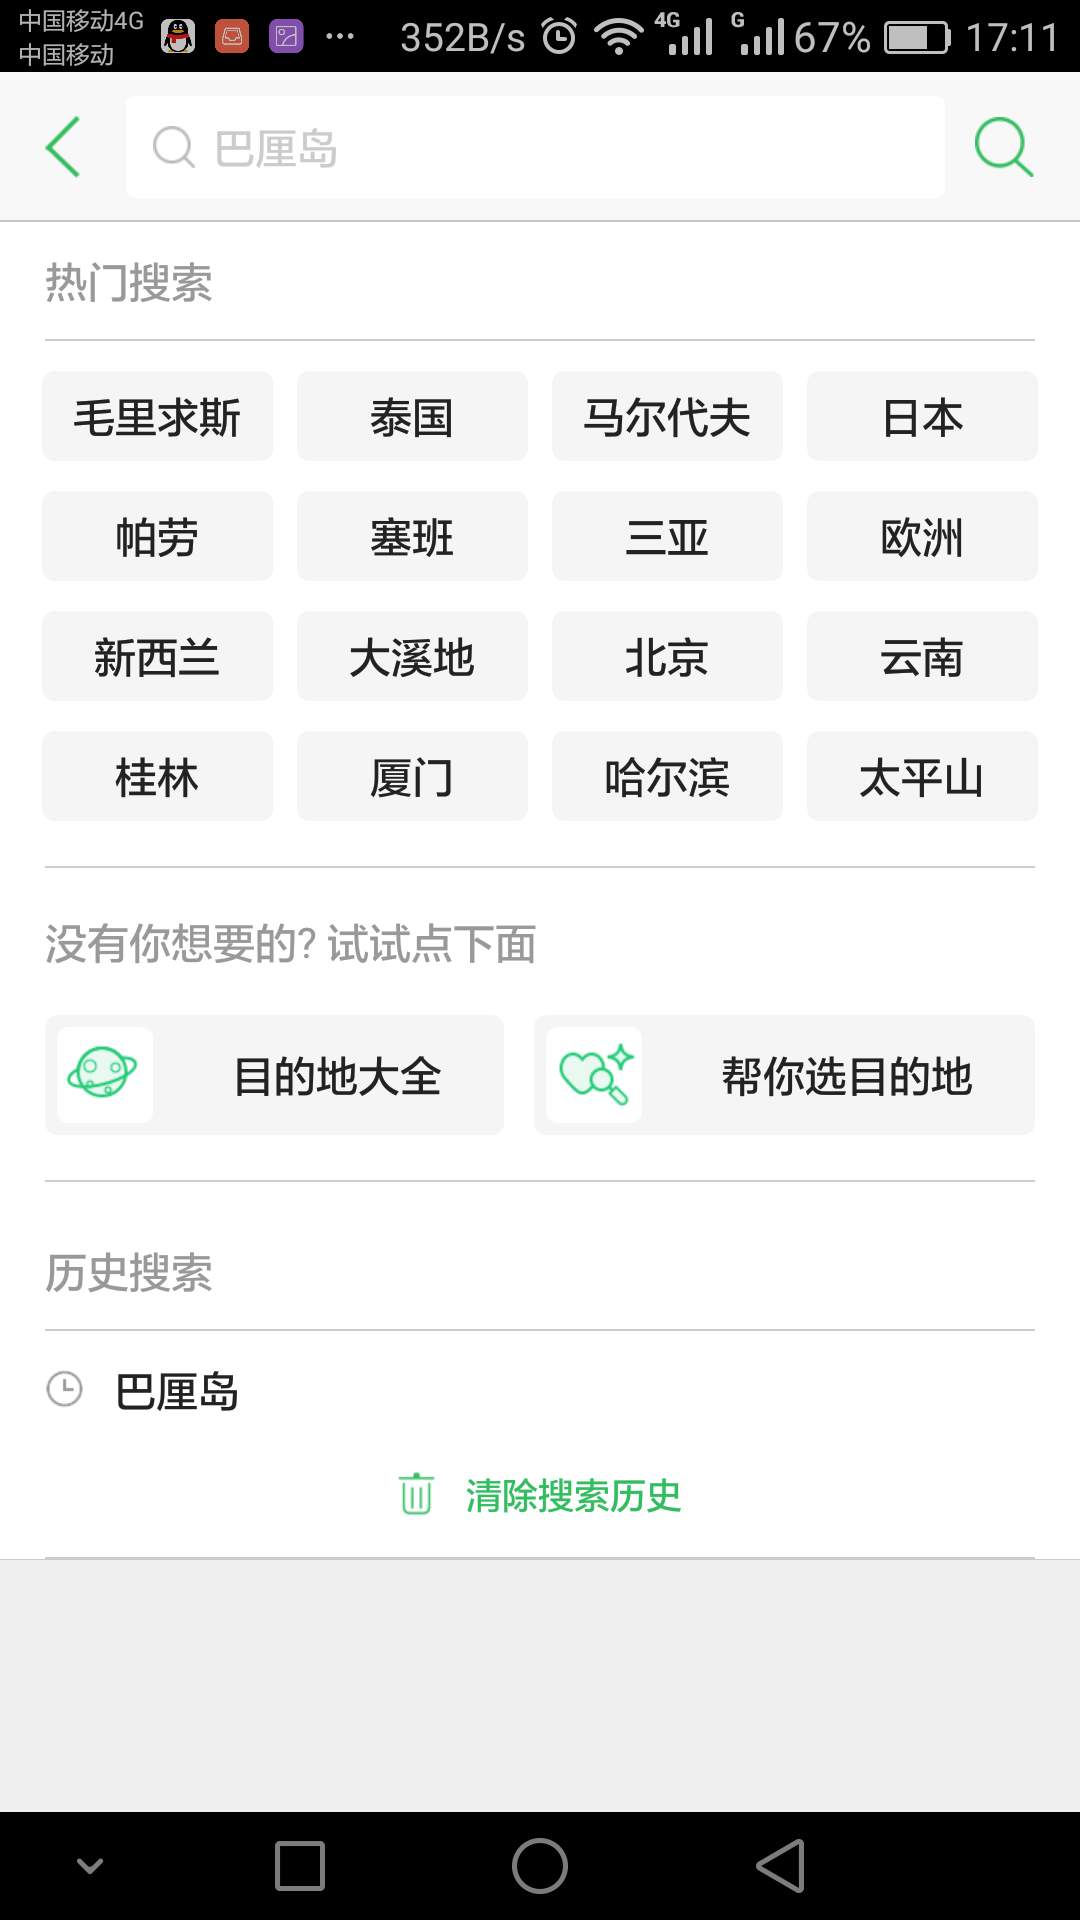 中国移动4G 352B/s 4G G 67% 17:11
中国移动
巴厘岛
热门搜索
毛里求斯 泰国 马尔代夫 日本
帕劳 塞班 三亚 欧洲
新西兰 大溪地 北京 云南
桂林 厦门 哈尔滨 太平山
没有你想要的? 试试点下面
目的地大全 帮你选目的地
历史搜索
巴厘岛
清除搜索历史